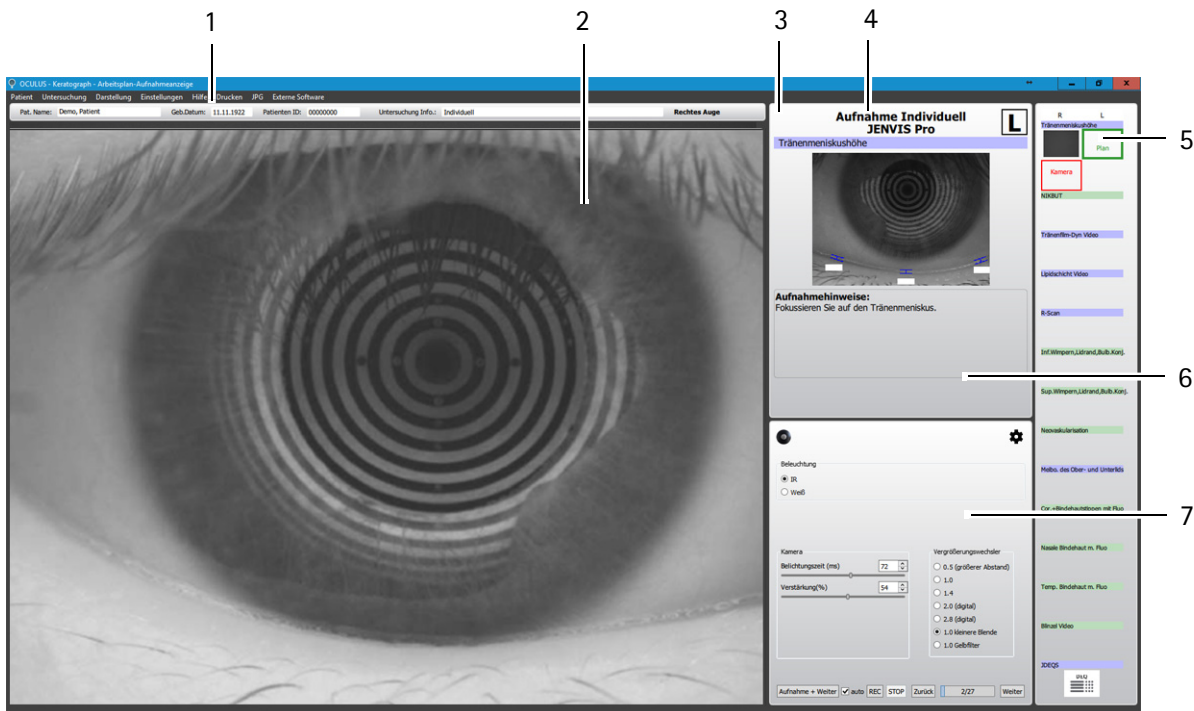 1
2
3
4
OCULUS - Keratograph - Arbeitsplan-Aufnahmeanzeige
Patient Untersuchung Darstellung Einstellungen Hilfe Drucken JPG Externe Software
Pat. Name: Demo, Patient Geb.Datum: 11.11.1922 Patienten ID: 00000000 Untersuchung Info.: Individuell Rechtes Auge
Aufnahme Individuell
JENVIS Pro
L
Tränenmeniskushöhe
Aufnahmehinweise:
Fokussieren Sie auf den Tränenmeniskus.
R L
Tränenmeniskushöhe
Plan
5
Kamera
NIKBUT
Tränenfilm-Dyn Video
Lipidschicht Video
R-Scan
Inf.Wimpern,Lidrand,Bulb.Konj.
6
Sup.Wimpern,Lidrand,Bulb.Konj.
Neovaskularisation
Meibo. des Ober- und Unterlids
Cor.+Bindehautstippen mit Fluo
7
Nasale Bindehaut m. Fluo
Temp. Bindehaut m. Fluo
Blinzel Video
JDEQS
Beleuchtung
IR
Weiß
Kamera
Belichtungszeit (ms) 72
Verstärkung(%) 54
Vergrößerungswechsler
0.5 (größerer Abstand)
1.0
1.4
2.0 (digital)
2.8 (digital)
1.0 kleinere Blende
1.0 Gelbfilter
Aufnahme + Weiter auto REC STOP Zurück 2/27 Weiter